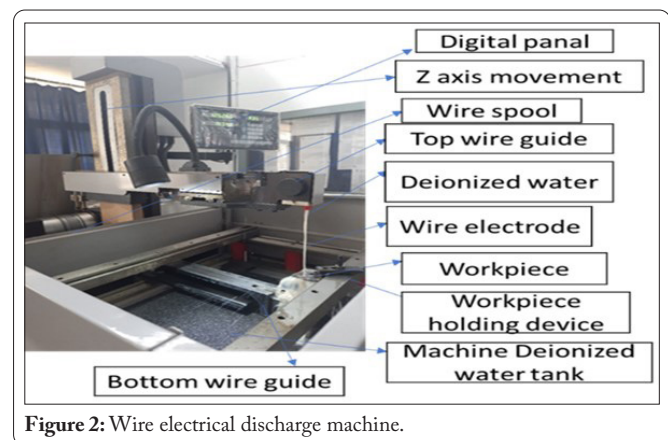 Digital panal
Z axis movement
Wire spool
Top wire guide
Deionized water
Wire electrode
Workpiece
Workpiece
holding device
Machine Deionized
water tank
Bottom wire guide
Figure 2: Wire electrical discharge machine.